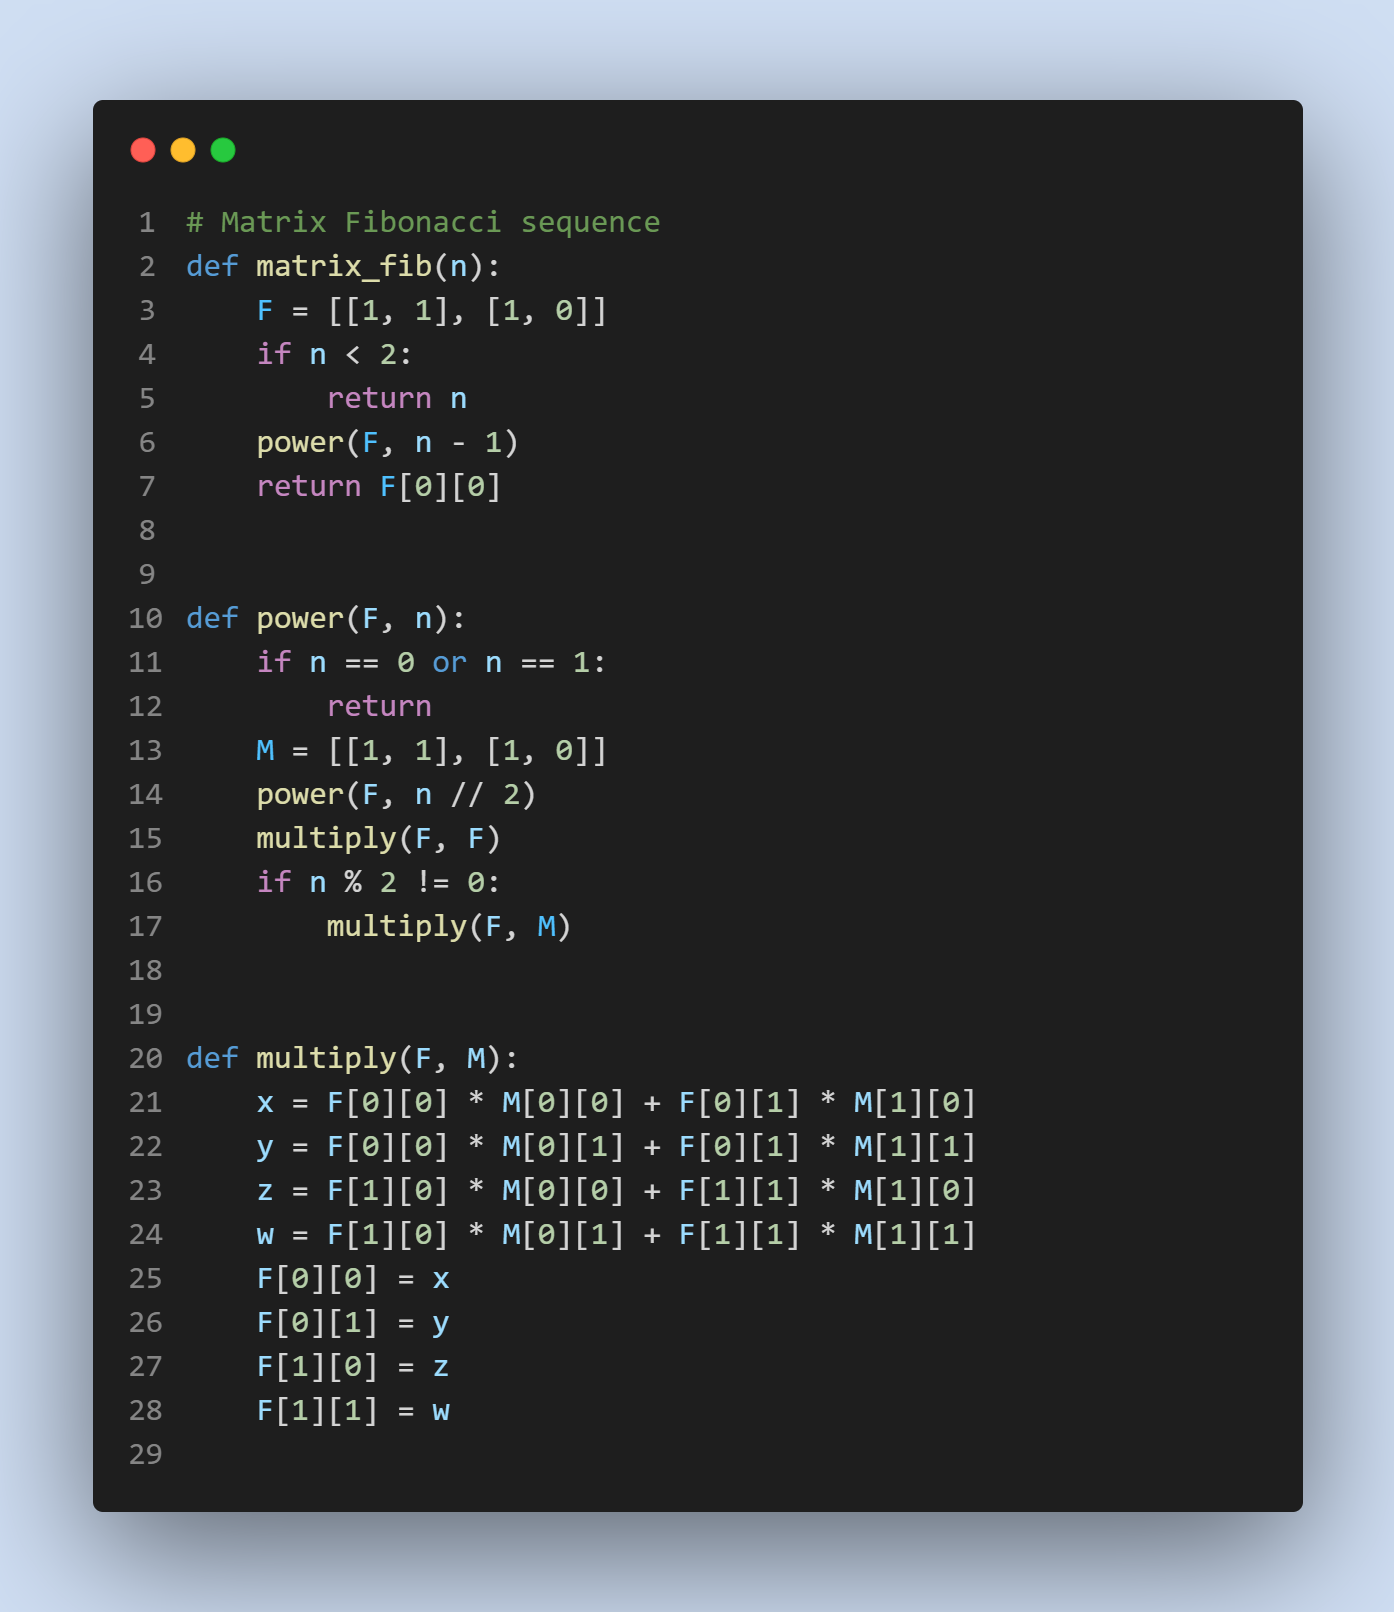 1 # Matrix Fibonacci sequence
2 def matrix_fib(n):
3     F = [[1, 1], [1, 0]]
4     if n < 2:
5         return n
6     power(F, n - 1)
7     return F[0][0]
8
9
10 def power(F, n):
11     if n == 0 or n == 1:
12         return
13     M = [[1, 1], [1, 0]]
14     power(F, n // 2)
15     multiply(F, F)
16     if n % 2 != 0:
17         multiply(F, M)
18
19
20 def multiply(F, M):
21     x = F[0][0] * M[0][0] + F[0][1] * M[1][0]
22     y = F[0][0] * M[0][1] + F[0][1] * M[1][1]
23     z = F[1][0] * M[0][0] + F[1][1] * M[1][0]
24     w = F[1][0] * M[0][1] + F[1][1] * M[1][1]
25     F[0][0] = x
26     F[0][1] = y
27     F[1][0] = z
28     F[1][1] = w
29